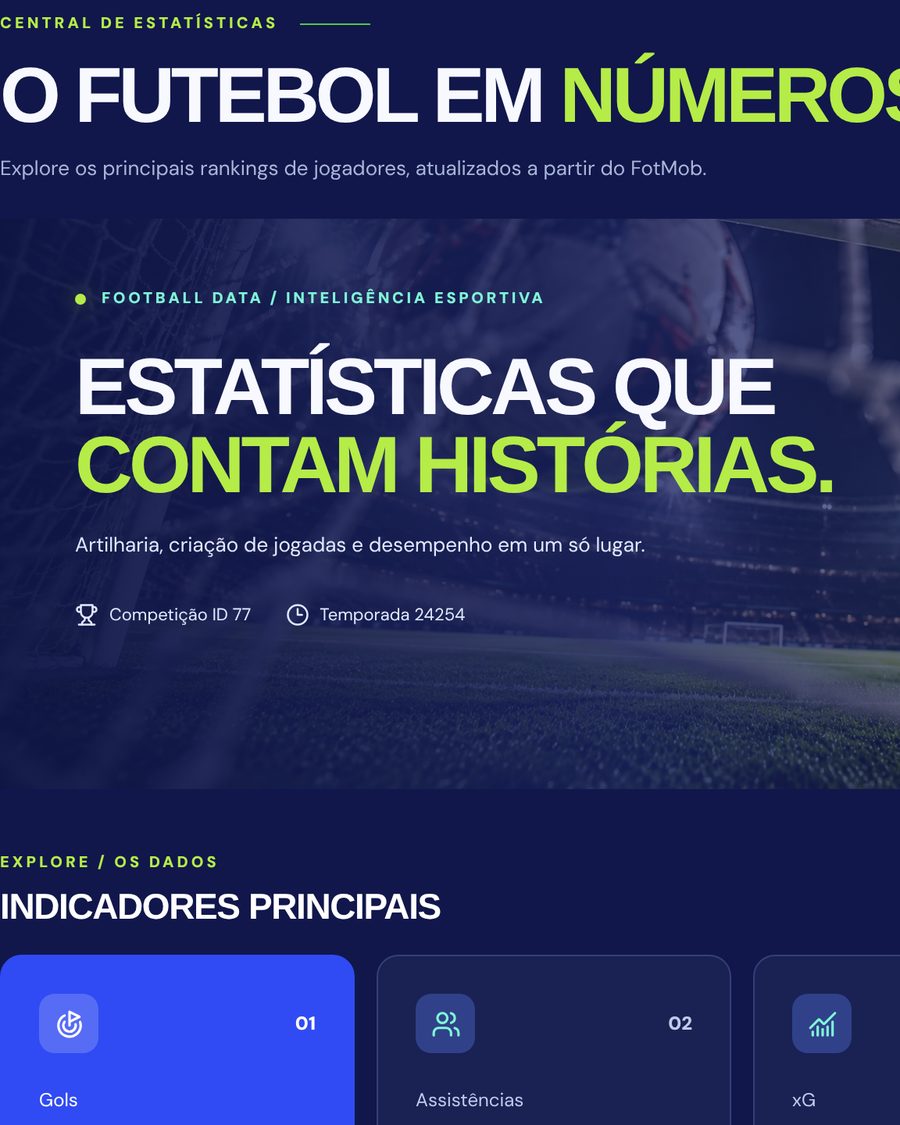 CENTRAL DE ESTATÍSTICAS
O FUTEBOL EM NÚMEROS
Explore os principais rankings de jogadores, atualizados a partir do FotMob.
FOOTBALL DATA / INTELIGÊNCIA ESPORTIVA
ESTATÍSTICAS QUE
CONTAM HISTÓRIAS.
Artilharia, criação de jogadas e desempenho em um só lugar.
Competição ID 77
Temporada 24254
EXPLORE / OS DADOS
INDICADORES PRINCIPAIS
01
02
Gols
Assistências
xG